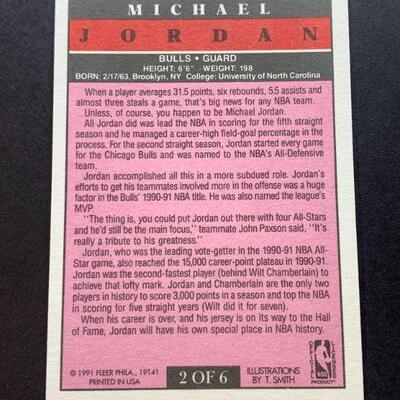 MICHAEL
JORDAN
BULLS • GUARD
HEIGHT: 6'6" WEIGHT: 198
BORN: 2/17/63, Brooklyn, NY College: University of North Carolina
When a player averages 31.5 points, six rebounds, 5.5 assists and
almost three steals a game, that's big news for any NBA team.
Unless, of course, you happen to be Michael Jordan.
All Jordan did was lead the NBA in scoring for the fifth straight
season and he managed a career-high field-goal percentage in the
process. For the second straight season, Jordan started every game
for the Chicago Bulls and was named to the NBA's All-Defensive
team.
Jordan accomplished all this in a more subdued role. Jordan's
efforts to get his teammates involved more in the offense was a huge
factor in the Bulls' 1990-91 NBA title. He was also named the league's
MVP.
"The thing is, you could put Jordan out there with four All-Stars
and he'd still be the main focus," teammate John Paxson said, "It's
really a tribute to his greatness."
Jordan, who was the leading vote-getter in the 1990-91 NBA All-
Star game, also reached the 15,000 career-point plateau in 1990-91.
Jordan was the second-fastest player (behind Wilt Chamberlain) to
achieve that lofty mark. Jordan and Chamberlain are the only two
players in history to score 3,000 points in a season and top the NBA
in scoring for five straight years (Wilt did it for seven).
When his career is over, and his jersey is on its way to the Hall
of Fame, Jordan will have his own special place in NBA history.
© 1991 FLEER PHILA., 19141
PRINTED IN USA
2 OF 6
ILLUSTRATIONS
BY T. SMITH
OFFICIAL
LICENSED
NBA
PRODUCT